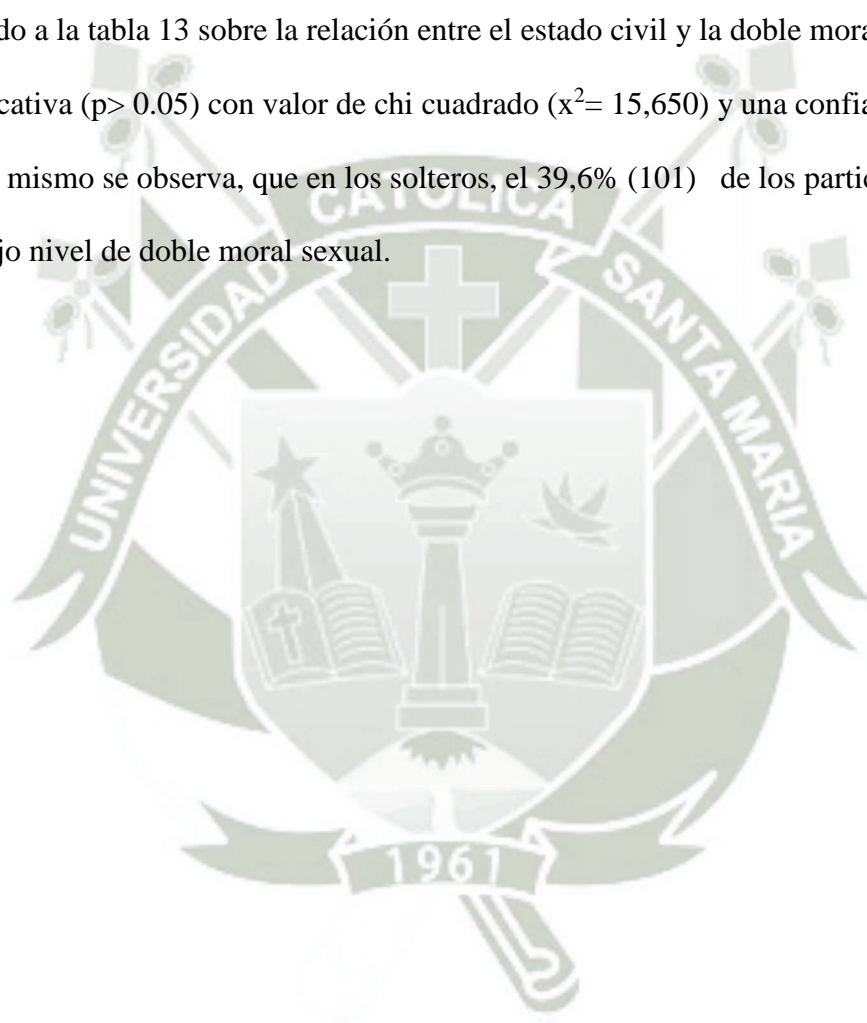 do a la tabla 13 sobre la relación entre el estado civil y la doble mora
cativa (p> 0.05) con valor de chi cuadrado (x²= 15,650) y una confia
mismo se observa, que en los solteros, el 39,6% (101) de los partic
jo nivel de doble moral sexual.
UNIVERSIDAD CATOLICA SANTA MARIA
1961